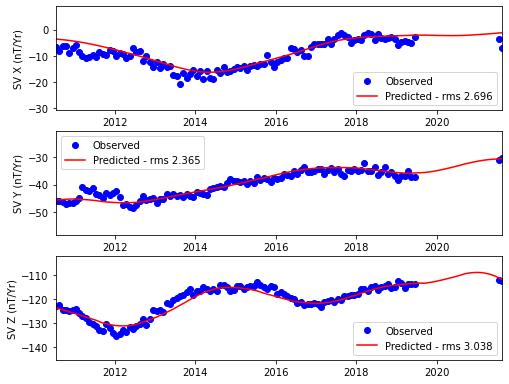 SV X (nT/Yr)
0
−10
−20
−30
Observed
Predicted - rms 2.696
2012
2014
2016
2018
2020
SV Y (nT/Yr)
−30
−40
−50
Observed
Predicted - rms 2.365
2012
2014
2016
2018
2020
SV Z (nT/Yr)
−110
−120
−130
−140
Observed
Predicted - rms 3.038
2012
2014
2016
2018
2020